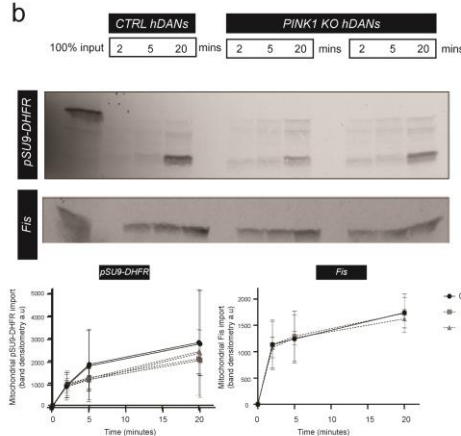 b
CTRL hDANs PINK1 KO hDANs
100% input 2 5 20 mins 2 5 20 2 5 20 mins
pSU9-DHFR
Fis
pSU9-DHFR Fis
Mitochondrial pSU9-DHFR import
(band densitometry a.u)
5000
4000
3000
2000
1000
0
0 5 10 15 20
Time (minutes)
Mitochondrial Fis import
(band densitometry a.u)
2000
1500
1000
500
0
0 5 10 15 20
Time (minutes)